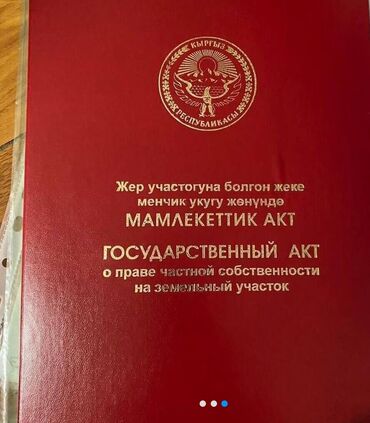 КЫРГЫЗ
РЕСПУБЛИКАСЫ
Жер участогуна болгон жеке
менчик укугу жөнүндө
МАМЛЕКЕТТИК АКТ
ГОСУДАРСТВЕННЫЙ АКТ
о праве частной собственности
на земельный участок